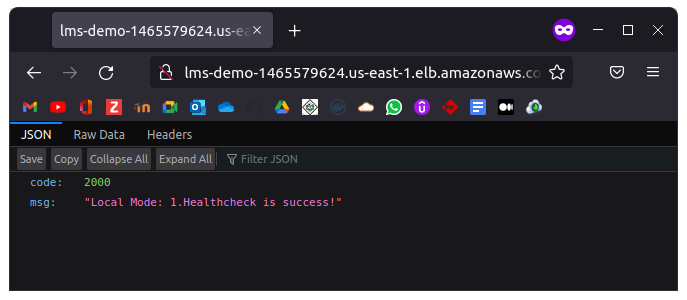 lms-demo-1465579624.us-ea
lms-demo-1465579624.us-east-1.elb.amazonaws.co
JSON Raw Data Headers
Save Copy Collapse All Expand All Filter JSON
code: 2000
msg: "Local Mode: 1.Healthcheck is success!"